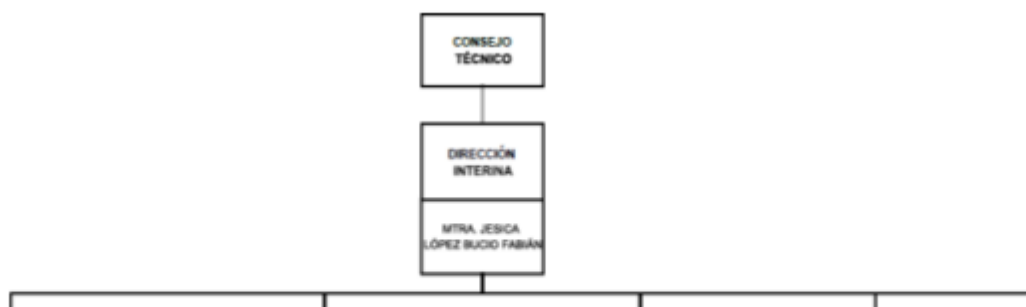 CONSEJO
TÉCNICO
DIRECCIÓN
INTERINA
MTRA. JESICA
LÓPEZ BUCIO FABIÁN